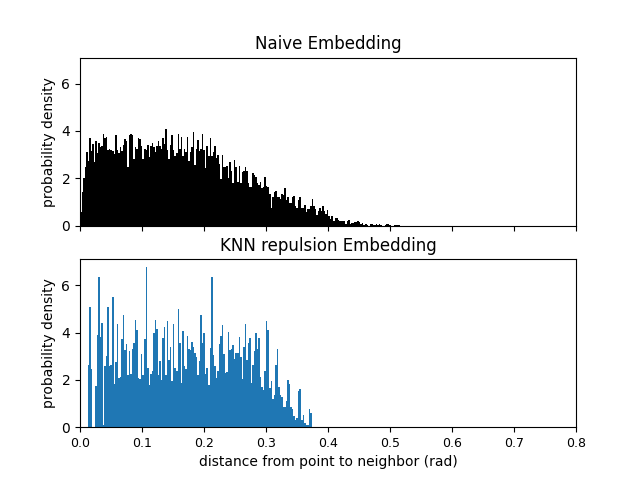 Naive Embedding
probability density
6
4
2
0
KNN repulsion Embedding
probability density
6
4
2
0
0.0 0.1 0.2 0.3 0.4 0.5 0.6 0.7 0.8
distance from point to neighbor (rad)